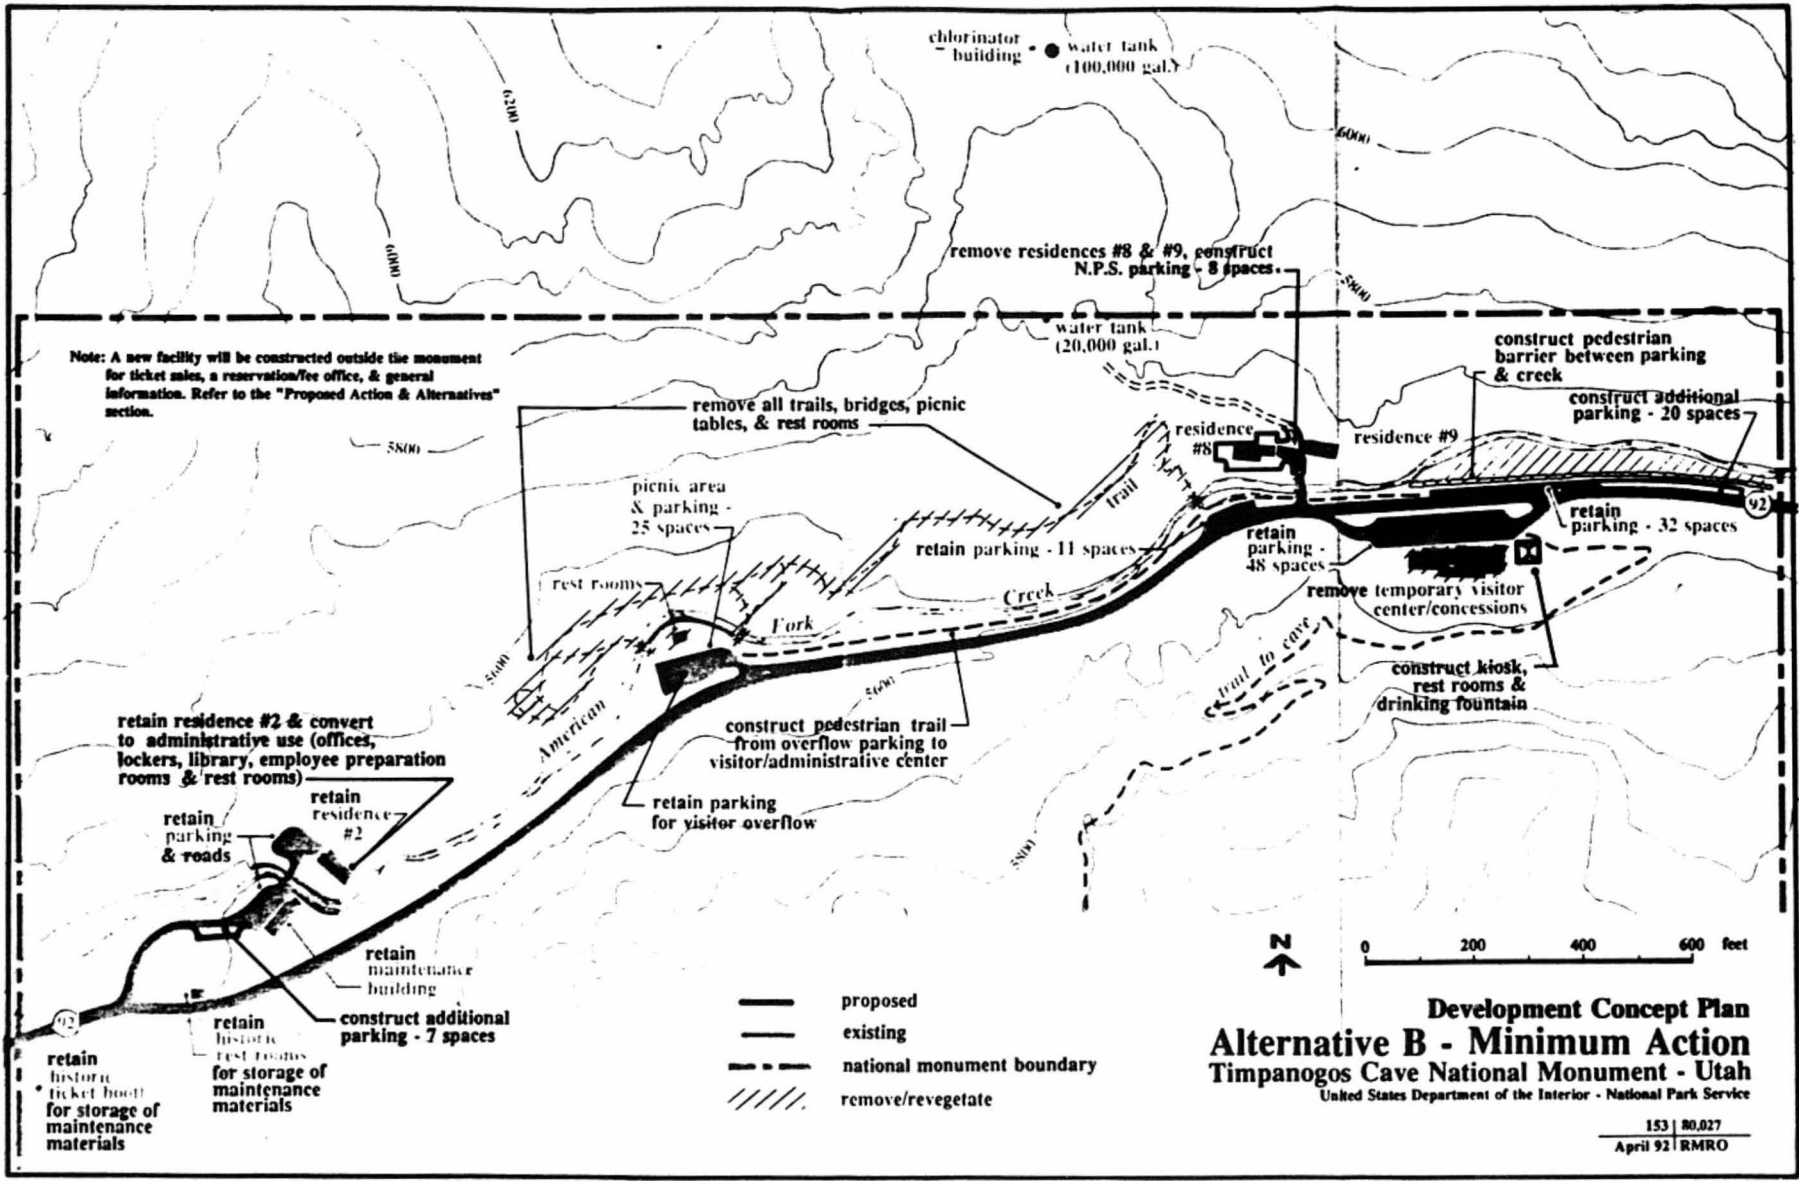 chlorinator
building
water tank
(100,000 gal.)
6200
6000
6000
remove residences #8 & #9, construct
N.P.S. parking - 8 spaces
5800
water tank
(20,000 gal.)
Note: A new facility will be constructed outside the monument
for ticket sales, a reservation/fee office, & general
information. Refer to the "Proposed Action & Alternatives"
section.
construct pedestrian
barrier between parking
& creek
construct additional
parking - 20 spaces
remove all trails, bridges, picnic
tables, & rest rooms
5800
residence
#8
residence #9
trail
picnic area
& parking -
25 spaces
92
retain
parking - 32 spaces
retain parking - 11 spaces
retain
parking -
48 spaces
rest rooms
remove temporary visitor
center/concessions
American
Fork
Creek
trail to cave
5600
5600
construct kiosk,
rest rooms &
drinking fountain
retain residence #2 & convert
to administrative use (offices,
lockers, library, employee preparation
rooms & rest rooms)
construct pedestrian trail
from overflow parking to
visitor/administrative center
retain parking
for visitor overflow
retain
residence
#2
retain
parking
& roads
5800
retain
maintenance
building
construct additional
parking - 7 spaces
92
retain
historic
ticket booth
for storage of
maintenance
materials
retain
historic
rest rooms
for storage of
maintenance
materials
proposed
existing
national monument boundary
remove/revegetate
N
0 200 400 600 feet
Development Concept Plan
Alternative B - Minimum Action
Timpanogos Cave National Monument - Utah
United States Department of the Interior - National Park Service
153 | 80,027
April 92 | RMRO